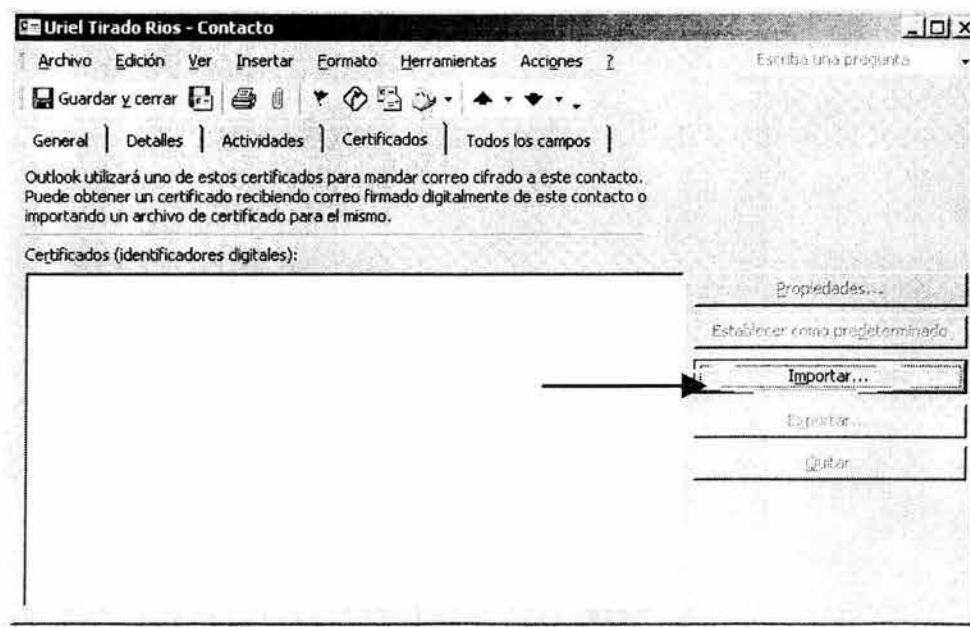 Uriel Tirado Rios - Contacto
Archivo Edición Ver Insertar Formato Herramientas Acciones ? Escriba una pregunta
Guardar y cerrar
General Detalles Actividades Certificados Todos los campos
Outlook utilizará uno de estos certificados para mandar correo cifrado a este contacto.
Puede obtener un certificado recibiendo correo firmado digitalmente de este contacto o
importando un archivo de certificado para el mismo.
Certificados (identificadores digitales):
Propiedades...
Establecer como predeterminado
Importar...
Exportar...
Quitar